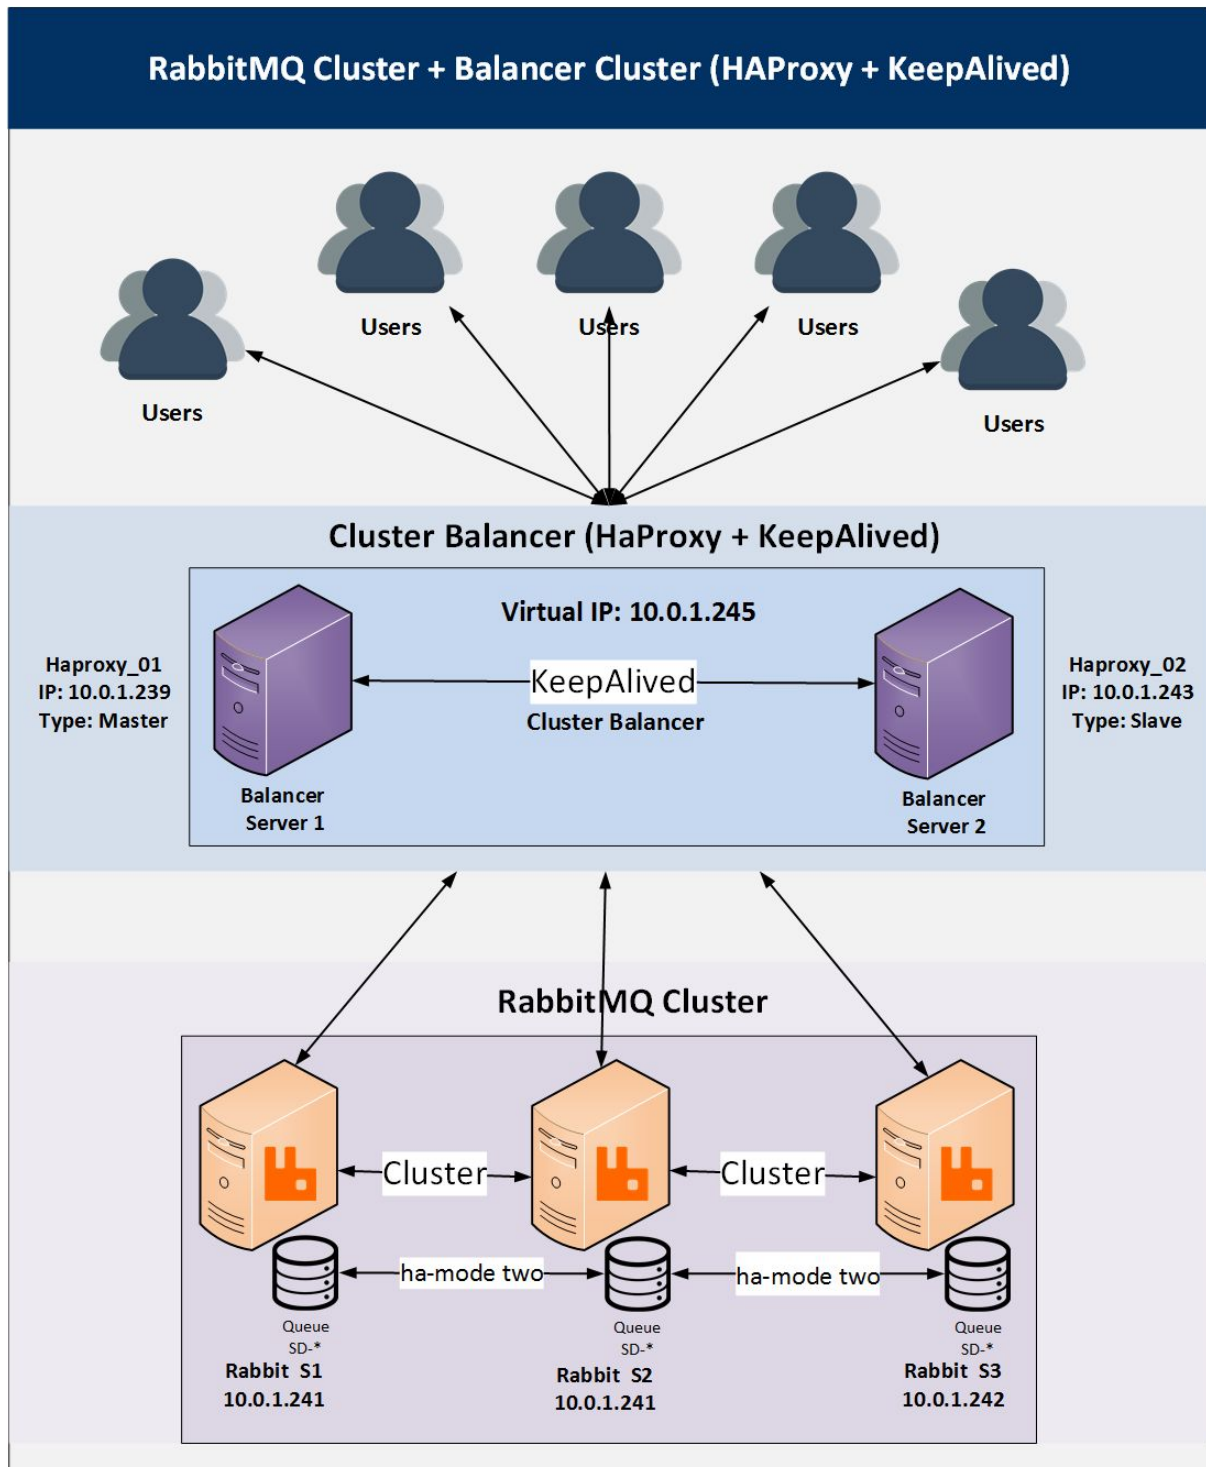 RabbitMQ Cluster + Balancer Cluster (HAProxy + KeepAlived)
Users
Users
Users
Users
Users
Cluster Balancer (HaProxy + KeepAlived)
Virtual IP: 10.0.1.245
Haproxy_01
IP: 10.0.1.239
Type: Master
KeepAlived
Cluster Balancer
Haproxy_02
IP: 10.0.1.243
Type: Slave
Balancer
Server 1
Balancer
Server 2
RabbitMQ Cluster
Cluster
Cluster
ha-mode two
ha-mode two
Queue
SD-*
Rabbit S1
10.0.1.241
Queue
SD-*
Rabbit S2
10.0.1.241
Queue
SD-*
Rabbit S3
10.0.1.242